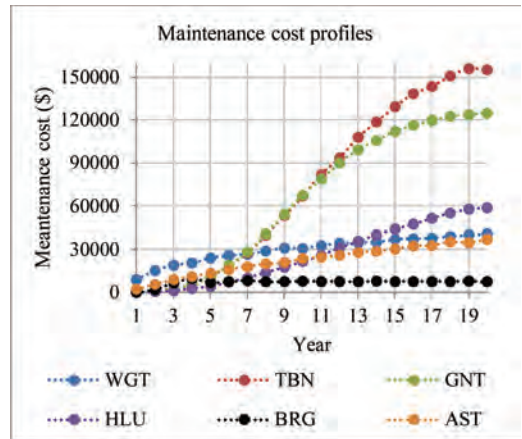 Maintenance cost profiles
Meantenance cost ($)
150000
120000
90000
60000
30000
0
1 3 5 7 9 11 13 15 17 19
Year
WGT TBN GNT
HLU BRG AST